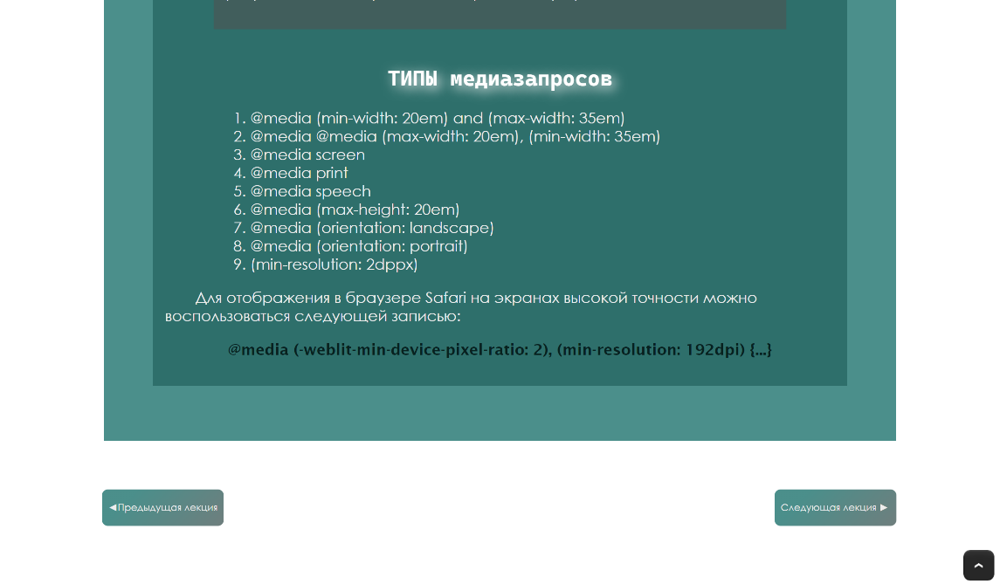 ТИПЫ медиазапросов
1. @media (min-width: 20em) and (max-width: 35em)
2. @media @media (max-width: 20em), (min-width: 35em)
3. @media screen
4. @media print
5. @media speech
6. @media (max-height: 20em)
7. @media (orientation: landscape)
8. @media (orientation: portrait)
9. (min-resolution: 2dppx)
Для отображения в браузере Safari на экранах высокой точности можно
воспользоваться следующей записью:
@media (-weblit-min-device-pixel-ratio: 2), (min-resolution: 192dpi) {...}
◄Предыдущая лекция
Следующая лекция ►